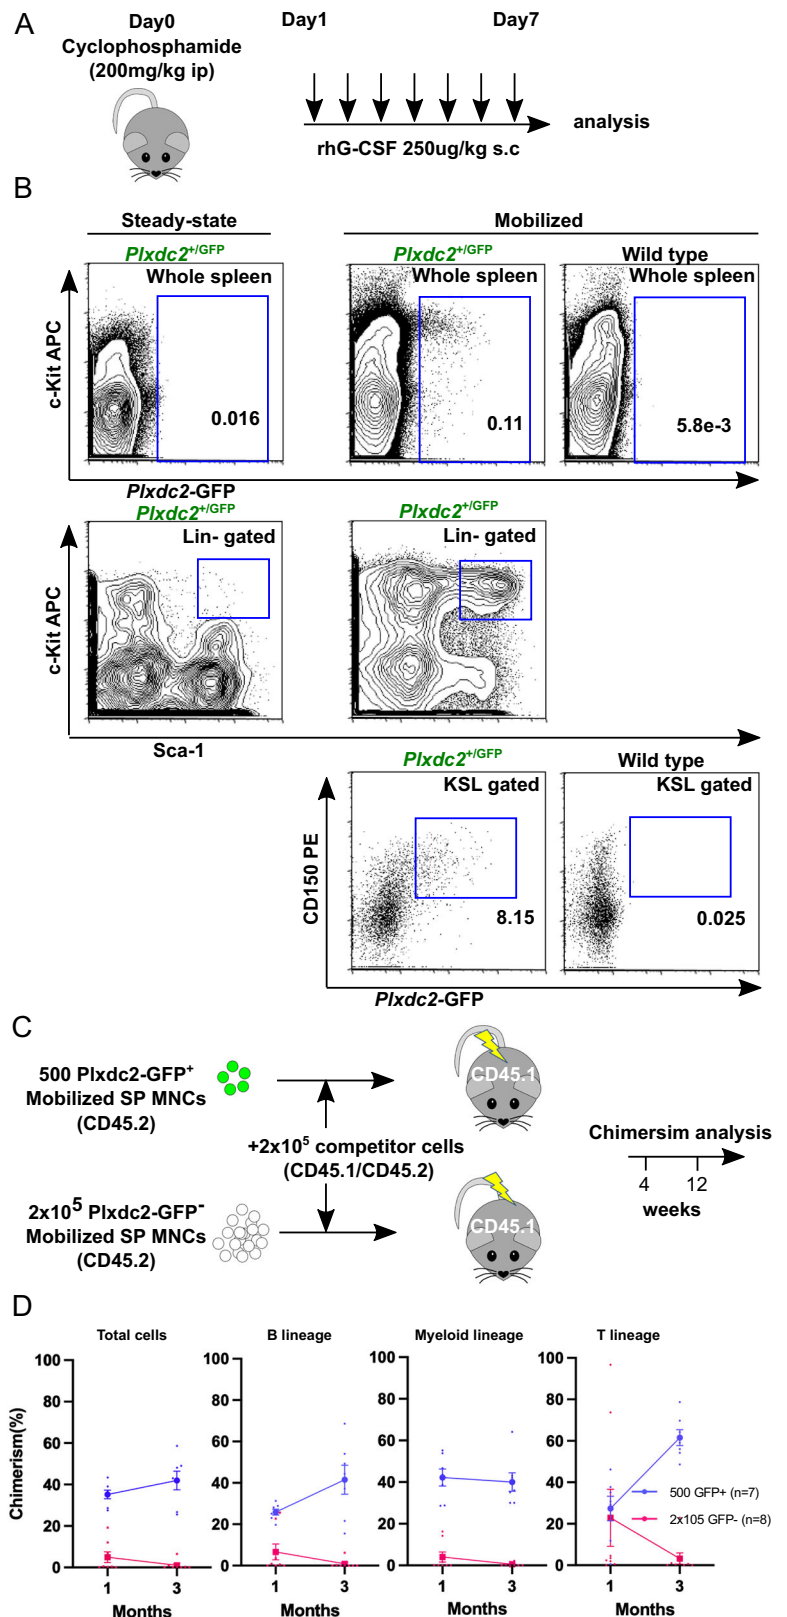 A
Day0
Cyclophosphamide
(200mg/kg ip)
Day1
Day7
rhG-CSF 250ug/kg s.c
analysis
B
Steady-state
Mobilized
Plxdc2+/GFP
Plxdc2+/GFP
Wild type
Whole spleen
Whole spleen
Whole spleen
c-Kit APC
0.016
0.11
5.8e-3
Plxdc2-GFP
Plxdc2+/GFP
Plxdc2+/GFP
Lin- gated
Lin- gated
c-Kit APC
Sca-1
Plxdc2+/GFP
Wild type
KSL gated
KSL gated
CD150 PE
8.15
0.025
Plxdc2-GFP
C
500 Plxdc2-GFP+
Mobilized SP MNCs
(CD45.2)
CD45.1
+2x10⁵ competitor cells
(CD45.1/CD45.2)
2x10⁵ Plxdc2-GFP-
Mobilized SP MNCs
(CD45.2)
CD45.1
Chimersim analysis
4 12
weeks
D
Total cells
B lineage
Myeloid lineage
T lineage
Chimerism(%)
100
80
60
40
20
0
1 3
Months
100
80
60
40
20
0
1 3
Months
100
80
60
40
20
0
1 3
Months
100
80
60
40
20
0
1 3
Months
500 GFP+ (n=7)
2x105 GFP- (n=8)